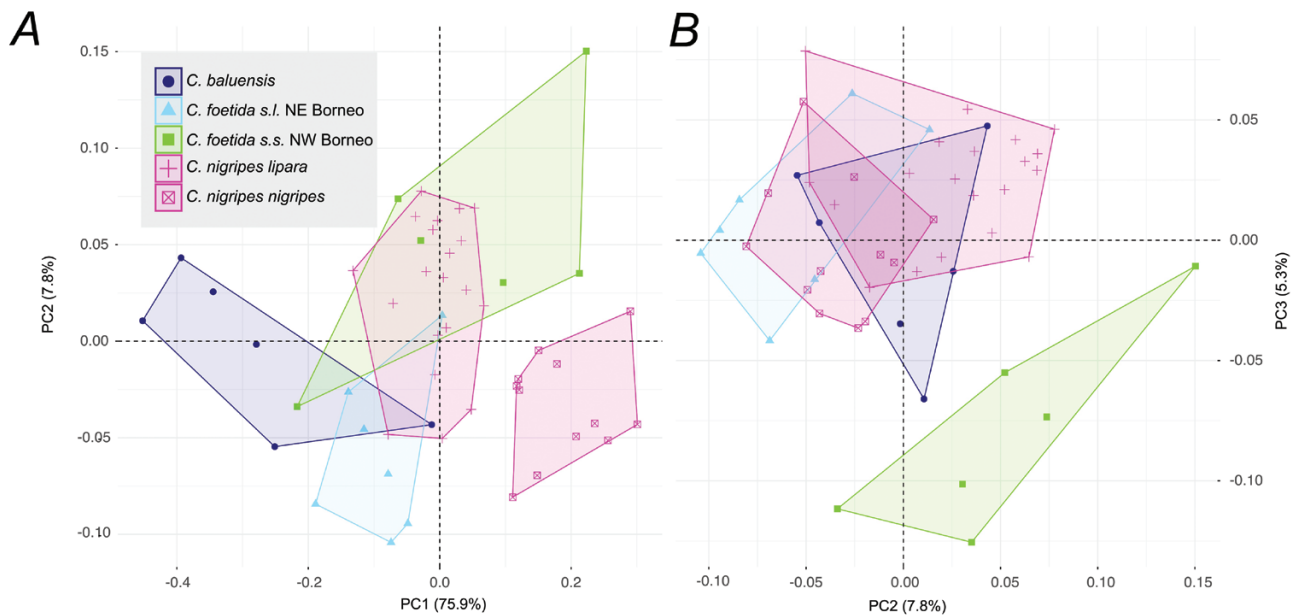 A
B
C. baluensis
C. foetida s.l. NE Borneo
C. foetida s.s. NW Borneo
C. nigripes lipara
C. nigripes nigripes
0.15
0.10
0.05
0.00
-0.05
-0.10
PC2 (7.8%)
-0.4
-0.2
0.0
0.2
PC1 (75.9%)
0.05
0.00
-0.05
-0.10
PC3 (5.3%)
-0.10
-0.05
0.00
0.05
0.10
0.15
PC2 (7.8%)